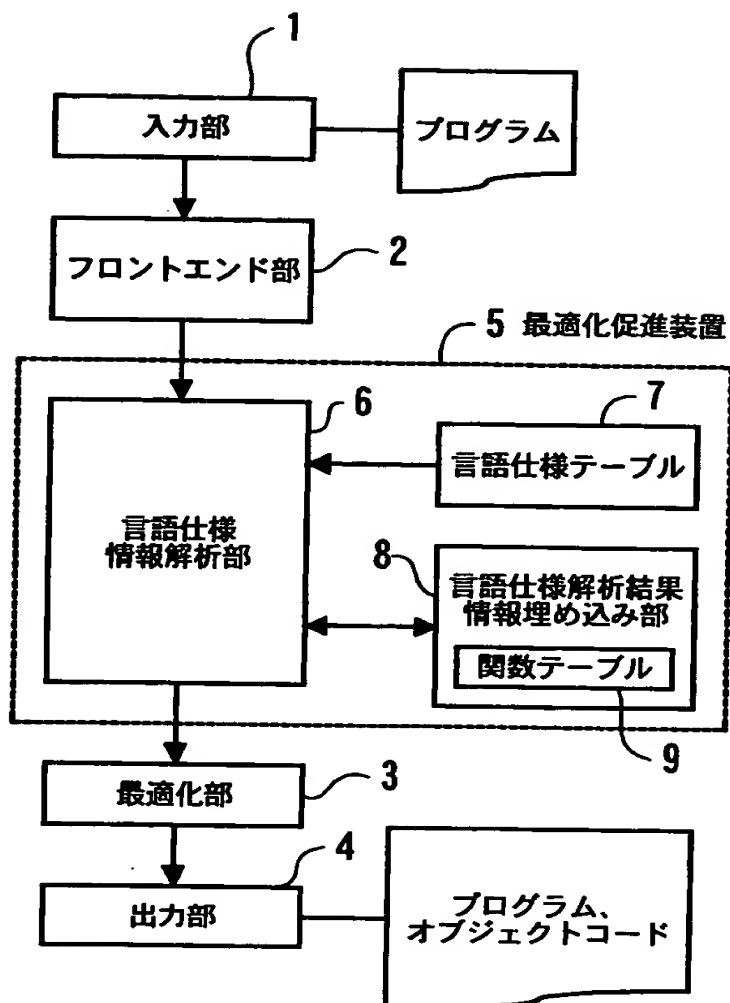 1
入力部
プログラム
フロントエンド部
2
5 最適化促進装置
6
7
言語仕様テーブル
言語仕様
情報解析部
8
言語仕様解析結果
情報埋め込み部
関数テーブル
9
最適化部
3
4
出力部
プログラム、
オブジェクトコード